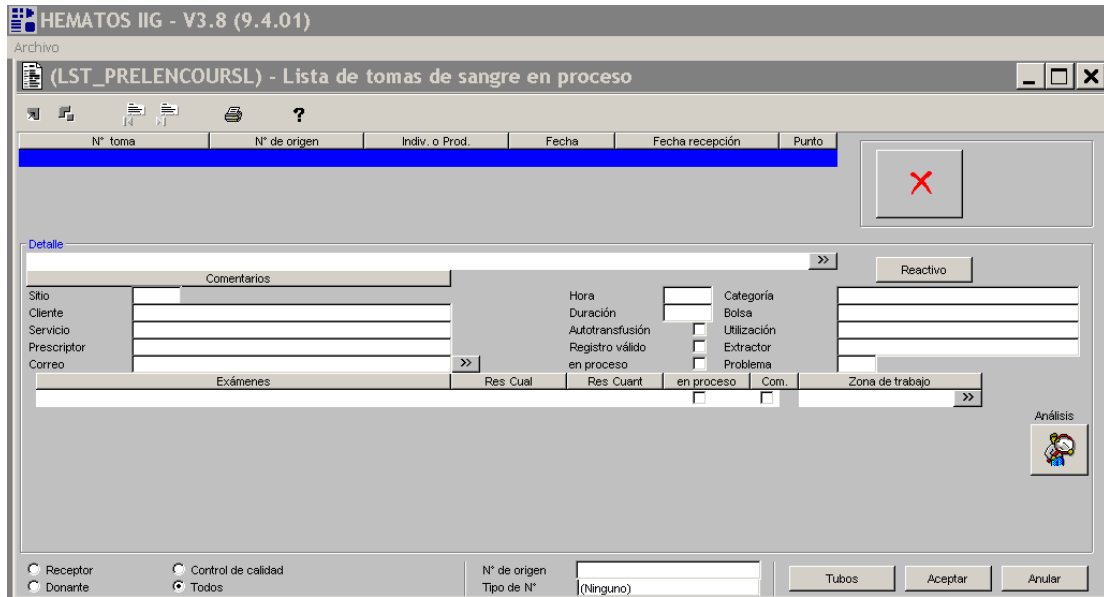 HEMATOS IIG - V3.8 (9.4.01)
Archivo
(LST_PRELENCOURSL) - Lista de tomas de sangre en proceso
?
N° toma N° de origen Indiv. o Prod. Fecha Fecha recepción Punto
Detalle
>>
Reactivo
Comentarios
Sitio Hora Categoría
Cliente Duración Bolsa
Servicio Autotransfusión Utilización
Prescriptor Registro válido Extractor
Correo >> en proceso Problema
Exámenes Res Cual Res Cuant en proceso Com. Zona de trabajo
>>
Análisis
Receptor Control de calidad N° de origen
Donante Todos Tipo de N° (Ninguno)
Tubos Aceptar Anular